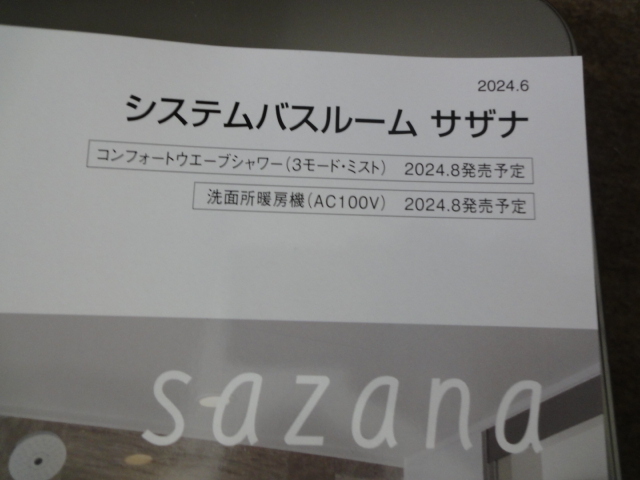 2024.6
システムバスルーム サザナ
コンフォートウエーブシャワー(3モード・ミスト) 2024.8発売予定
洗面所暖房機(AC100V) 2024.8発売予定
sazana